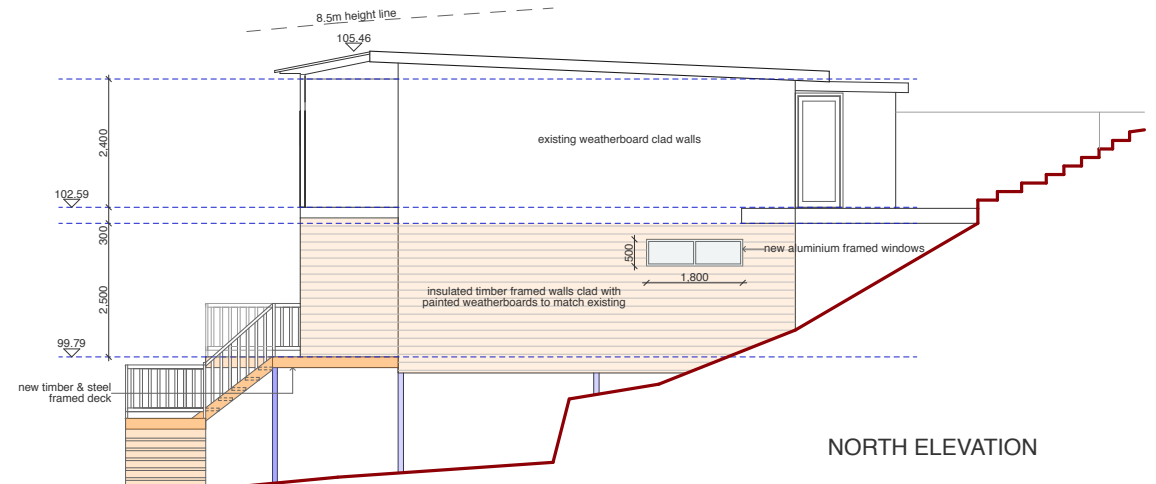 8.5m height line
105.46
2,400
existing weatherboard clad walls
102.59
300
500
new aluminium framed windows
1,800
2,500
insulated timber framed walls clad with
painted weatherboards to match existing
99.79
new timber & steel
framed deck
NORTH ELEVATION